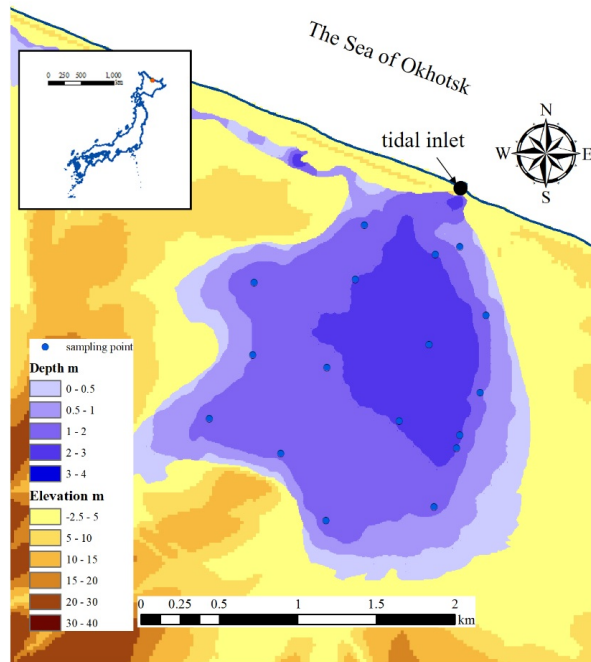 The Sea of Okhotsk
0 250 500 1,000
km
tidal inlet
N
W E
S
sampling point
Depth m
0 - 0.5
0.5 - 1
1 - 2
2 - 3
3 - 4
Elevation m
-2.5 - 5
5 - 10
10 - 15
15 - 20
20 - 30
30 - 40
0 0.25 0.5 1 1.5 2
km